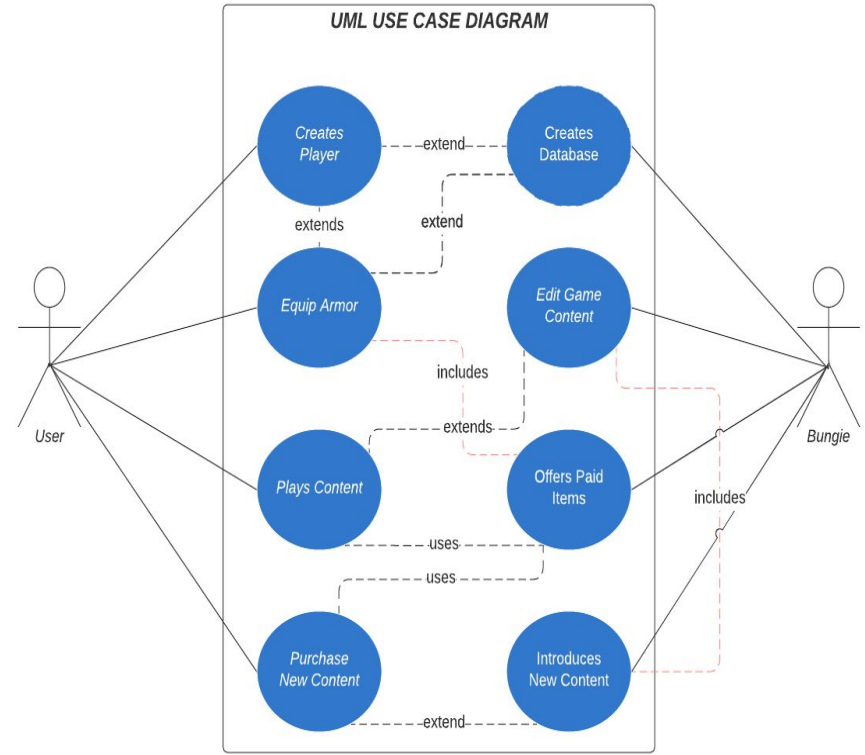 UML USE CASE DIAGRAM
Creates
Player
extend
Creates
Database
extends
extend
Equip Armor
Edit Game
Content
includes
User
extends
Bungie
Plays Content
Offers Paid
Items
includes
uses
uses
Purchase
New Content
Introduces
New Content
extend